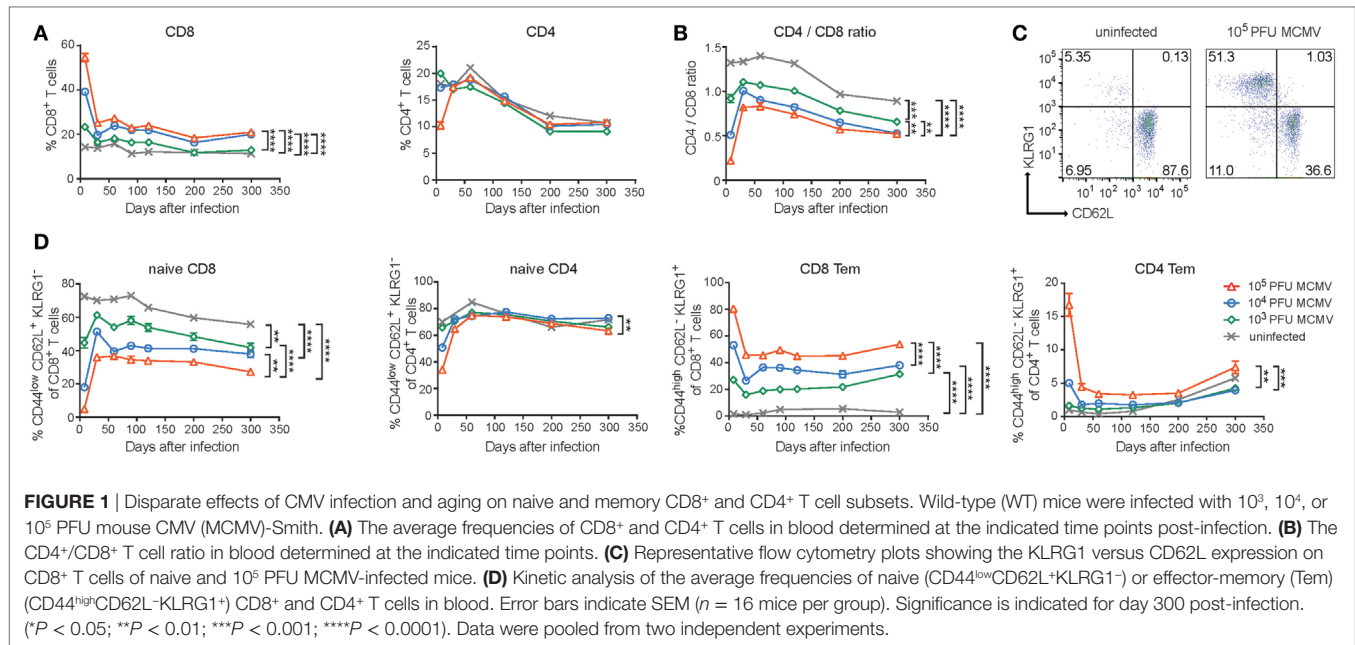 A
CD8
% CD8⁺ T cells
60
40
20
0
0 50 100 150 200 250 300 350
Days after infection
****
****
****
****
CD4
% CD4⁺ T cells
25
20
15
10
5
0
0 50 100 150 200 250 300 350
Days after infection
B
CD4 / CD8 ratio
CD4 / CD8 ratio
1.5
1.0
0.5
0
0 50 100 150 200 250 300 350
Days after infection
***
**
**
****
****
C
uninfected
10⁵ PFU MCMV
5.35 0.13
6.95 87.6
51.3 1.03
11.0 36.6
10⁴
10³
10²
10¹
10¹ 10² 10³ 10⁴ 10⁵
10¹ 10² 10³ 10⁴ 10⁵
KLRG1
CD62L
D
naive CD8
% CD44ˡᵒʷ CD62L⁺ KLRG1⁻
of CD8⁺ T cells
80
60
40
20
0
0 50 100 150 200 250 300 350
Days after infection
**
**
****
****
****
naive CD4
% CD44ˡᵒʷ CD62L⁺ KLRG1⁻
of CD4⁺ T cells
100
80
60
40
20
0
0 50 100 150 200 250 300 350
Days after infection
**
CD8 Tem
%CD44ʰⁱᵍʰ CD62L⁻ KLRG1⁺
of CD8⁺ T cells
100
80
60
40
20
0
0 50 100 150 200 250 300 350
Days after infection
****
****
****
****
****
CD4 Tem
% CD44ʰⁱᵍʰ CD62L⁻ KLRG1⁺
of CD4⁺ T cells
20
15
10
5
0
0 50 100 150 200 250 300 350
Days after infection
**
****
10⁵ PFU MCMV
10⁴ PFU MCMV
10³ PFU MCMV
uninfected
FIGURE 1 | Disparate effects of CMV infection and aging on naive and memory CD8⁺ and CD4⁺ T cell subsets. Wild-type (WT) mice were infected with 10³, 10⁴, or
10⁵ PFU mouse CMV (MCMV)-Smith. (A) The average frequencies of CD8⁺ and CD4⁺ T cells in blood determined at the indicated time points post-infection. (B) The
CD4⁺/CD8⁺ T cell ratio in blood determined at the indicated time points. (C) Representative flow cytometry plots showing the KLRG1 versus CD62L expression on
CD8⁺ T cells of naive and 10⁵ PFU MCMV-infected mice. (D) Kinetic analysis of the average frequencies of naive (CD44ˡᵒʷCD62L⁺KLRG1⁻) or effector-memory (Tem)
(CD44ʰⁱᵍʰCD62L⁻KLRG1⁺) CD8⁺ and CD4⁺ T cells in blood. Error bars indicate SEM (n = 16 mice per group). Significance is indicated for day 300 post-infection.
(*P < 0.05; **P < 0.01; ***P < 0.001; ****P < 0.0001). Data were pooled from two independent experiments.